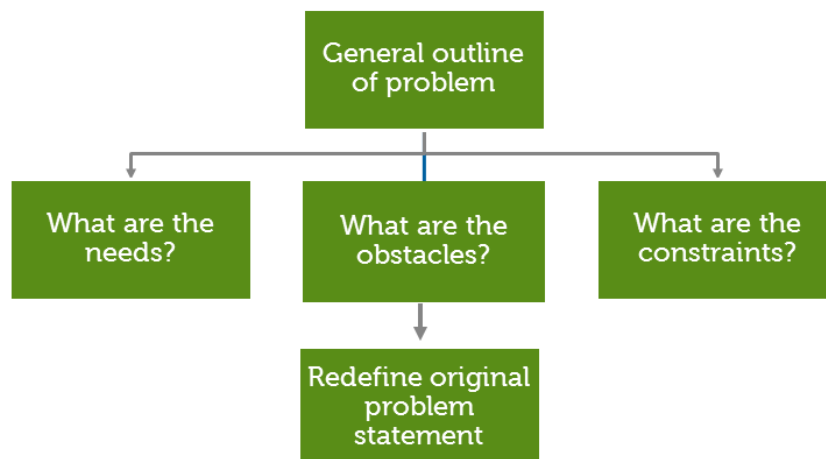 General outline
of problem
What are the
needs?
What are the
obstacles?
What are the
constraints?
Redefine original
problem
statement